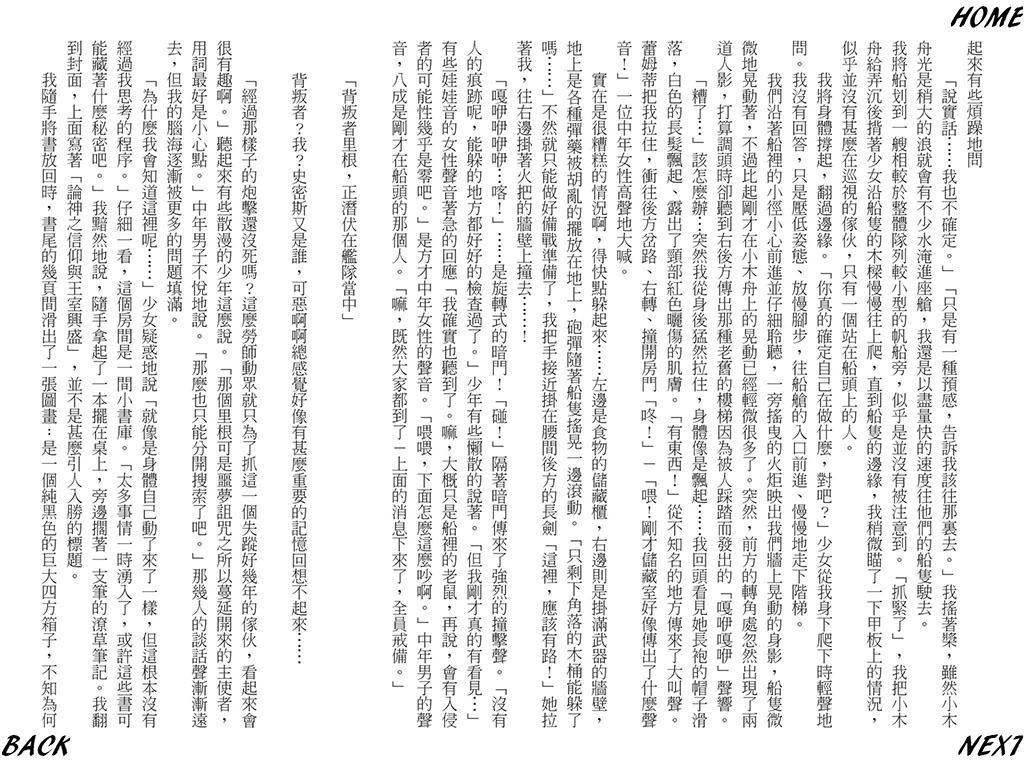 HOME
起來有些煩躁地問
「說實話⋯⋯我也不確定。」「只是有一種預感，告訴我該往那裏去。」我搖著槳，雖然小木
舟光是稍大的浪就會有不少水淹進座艙，我還是以盡量快的速度往他們的船隻駛去。
我將船划到一艘相較於整體隊列較小型的帆船旁，似乎是並沒有被注意到。「抓緊了」，我把小木
舟給弄沉後揹著少女沿船隻的木樑慢慢往上爬，直到船隻的邊緣，我稍微瞄了一下甲板上的情況，
似乎並沒有甚麼在巡視的傢伙，只有一個站在船頭上的人。
我將身體撐起，翻過邊緣。「你真的確定自己在做什麼，對吧？」少女從我身下爬下時輕聲地
問。我沒有回答，只是壓低姿態、放慢腳步，往船艙的入口前進、慢慢地走下階梯。
我們沿著船裡的小徑小心前進並仔細聆聽，一旁搖曳的火炬映出我們牆上晃動的身影，船隻微
微地晃動著，不過比起剛才在小木舟上的晃動已經輕微很多了。突然，前方的轉角處忽然出現了兩
道人影，打算調頭時卻聽到右後方傳出那種老舊的樓梯因為被人踩踏而發出的「嘎咿嘎咿」聲響。
「糟了⋯」該怎麼辦⋯突然我從身後猛然拉住，身體像是飄起⋯⋯我回頭看見她長袍的帽子滑
落，白色的長髮飄起、露出了頸部紅色曬傷的肌膚。「有東西！」從不知名的地方傳來了大叫聲。
蕾姆蒂把我拉住，衝往後方岔路、右轉、撞開房門「咚！」－「喂！剛才儲藏室好像傳出了什麼聲
音！」一位中年女性高聲地大喊。
實在是很糟糕的情況啊，得快點躲起來⋯⋯左邊是食物的儲藏櫃，右邊則是掛滿武器的牆壁，
地上是各種彈藥被胡亂的擺放在地上，砲彈隨著船隻搖晃一邊滾動。「只剩下角落的木桶能躲了
嗎⋯⋯」不然就只能做好備戰準備了，我把手接近掛在腰間後方的長劍「這裡，應該有路！」她拉
著我，往右邊掛著火把的牆壁上撞去⋯⋯⋯！
「嘎咿咿咿咿⋯喀！」⋯⋯是旋轉式的暗門！「碰！」隔著暗門傳來了強烈的撞擊聲。「沒有
人的痕跡呢，能躲的地方都好好的檢查過了。」少年有些懶散的說著。「但我剛才真的有看見⋯」
有些娃娃音的女性聲音著急的回應「我確實也聽到了。嘛，大概只是船裡的老鼠，再說，會有入侵
者的可能性幾乎是零吧。」是方才中年女性的聲音。「喂喂，下面怎麼這麼吵啊。」中年男子的聲
音，八成是剛才在船頭的那個人。「嘛，既然大家都到了－上面的消息下來了，全員戒備。」
「背叛者里根，正潛伏在艦隊當中」
背叛者？我？史密斯又是誰，可惡啊啊總感覺好像有甚麼重要的記憶回想不起來⋯⋯
「經過那樣子的炮擊還沒死嗎？這麼勞師動眾就只為了抓這一個失蹤好幾年的傢伙，看起來會
很有趣啊。」聽起來有些散漫的少年這麼說。「那個里根可是噩夢詛咒之所以蔓延開來的主使者，
用詞最好是小心點。」中年男子不悅地說。「那麼也只能分開搜索了吧。」那幾人的談話聲漸漸遠
去，但我的腦海逐漸被更多的問題填滿。
「為什麼我會知道這裡呢⋯⋯」少女疑惑地說「就像是身體自己動了來了一樣，但這根本沒有
經過我思考的程序。」仔細一看，這個房間是一間小書庫。「太多事情一時湧入了，或許這些書可
能藏著什麼秘密吧。」我黯然地說，隨手拿起了一本擺在桌上，旁邊擱著一支筆的潦草筆記。我翻
到封面，上面寫著「論神之信仰與王室興盛」，並不是甚麼引人入勝的標題。
我隨手將書放回時，書尾的幾頁間滑出了一張圖畫：是一個純黑色的巨大四方箱子，不知為何
BACK
NEXT